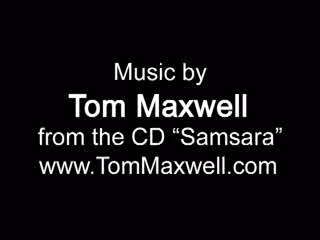 Music by
Tom Maxwell
from the CD “Samsara”
www.TomMaxwell.com